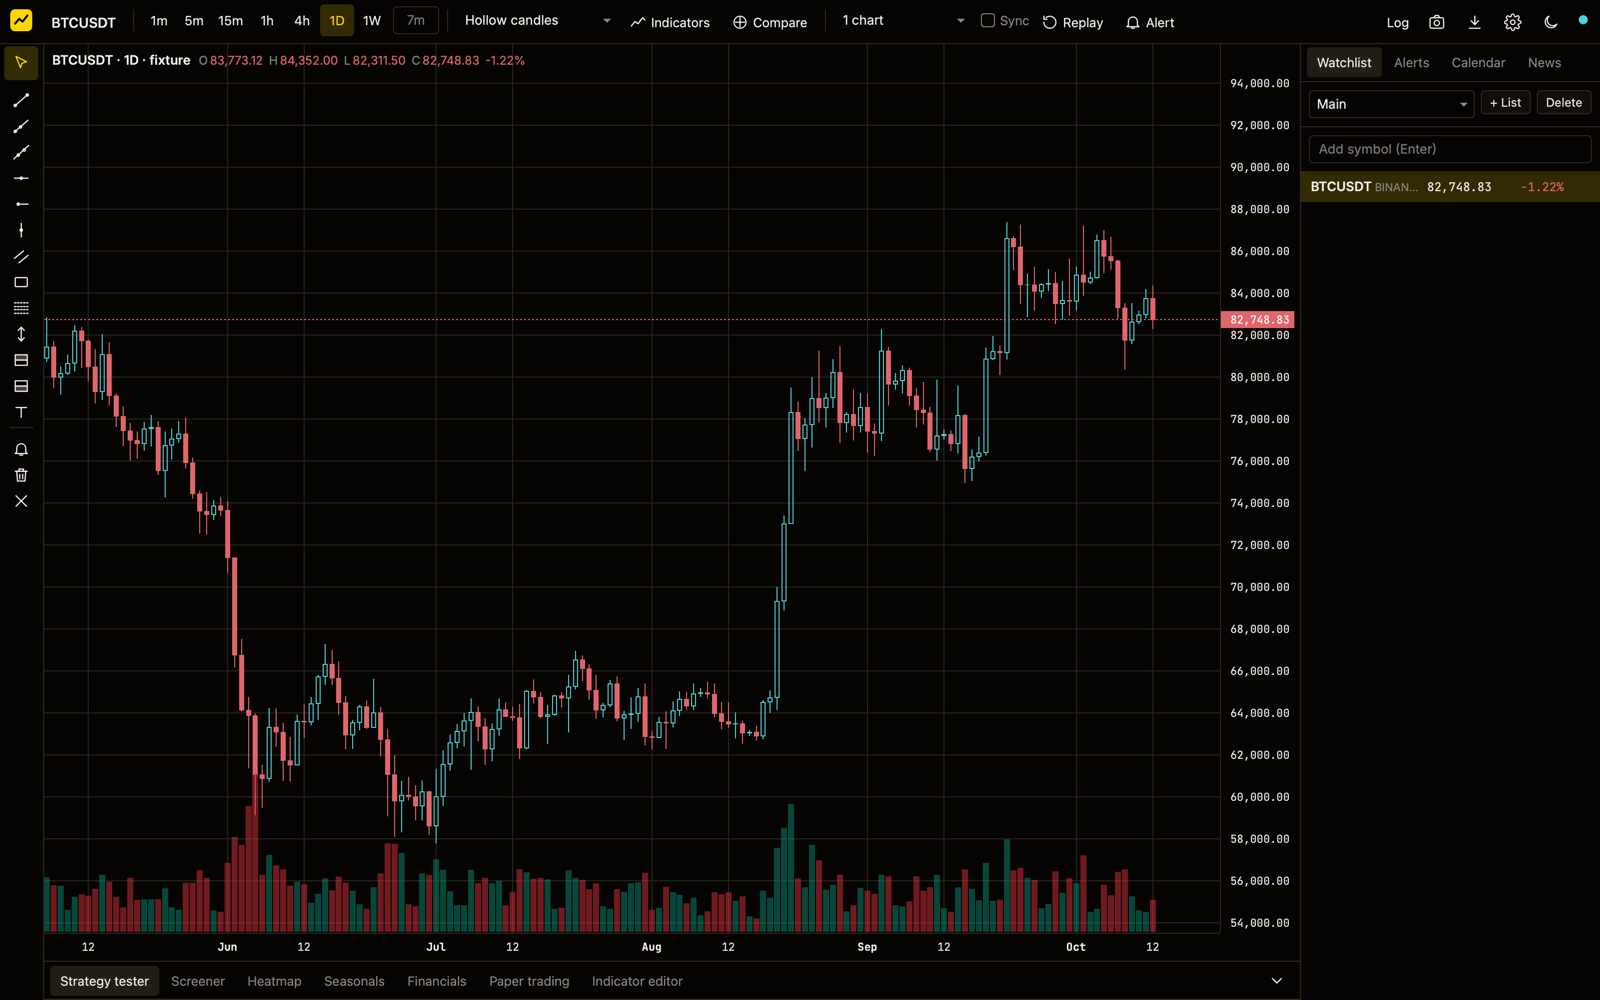 BTCUSDT 1m 5m 15m 1h 4h 1D 1W 7m Hollow candles Indicators Compare 1 chart Sync Replay Alert Log
BTCUSDT · 1D · fixture O 83,773.12 H 84,352.00 L 82,311.50 C 82,748.83 -1.22%
94,000.00
92,000.00
90,000.00
88,000.00
86,000.00
84,000.00
82,748.83
82,000.00
80,000.00
78,000.00
76,000.00
74,000.00
72,000.00
70,000.00
68,000.00
66,000.00
64,000.00
62,000.00
60,000.00
58,000.00
56,000.00
54,000.00
12 Jun 12 Jul 12 Aug 12 Sep 12 Oct 12
Watchlist Alerts Calendar News
Main + List Delete
Add symbol (Enter)
BTCUSDT BINAN... 82,748.83 -1.22%
T
Strategy tester Screener Heatmap Seasonals Financials Paper trading Indicator editor